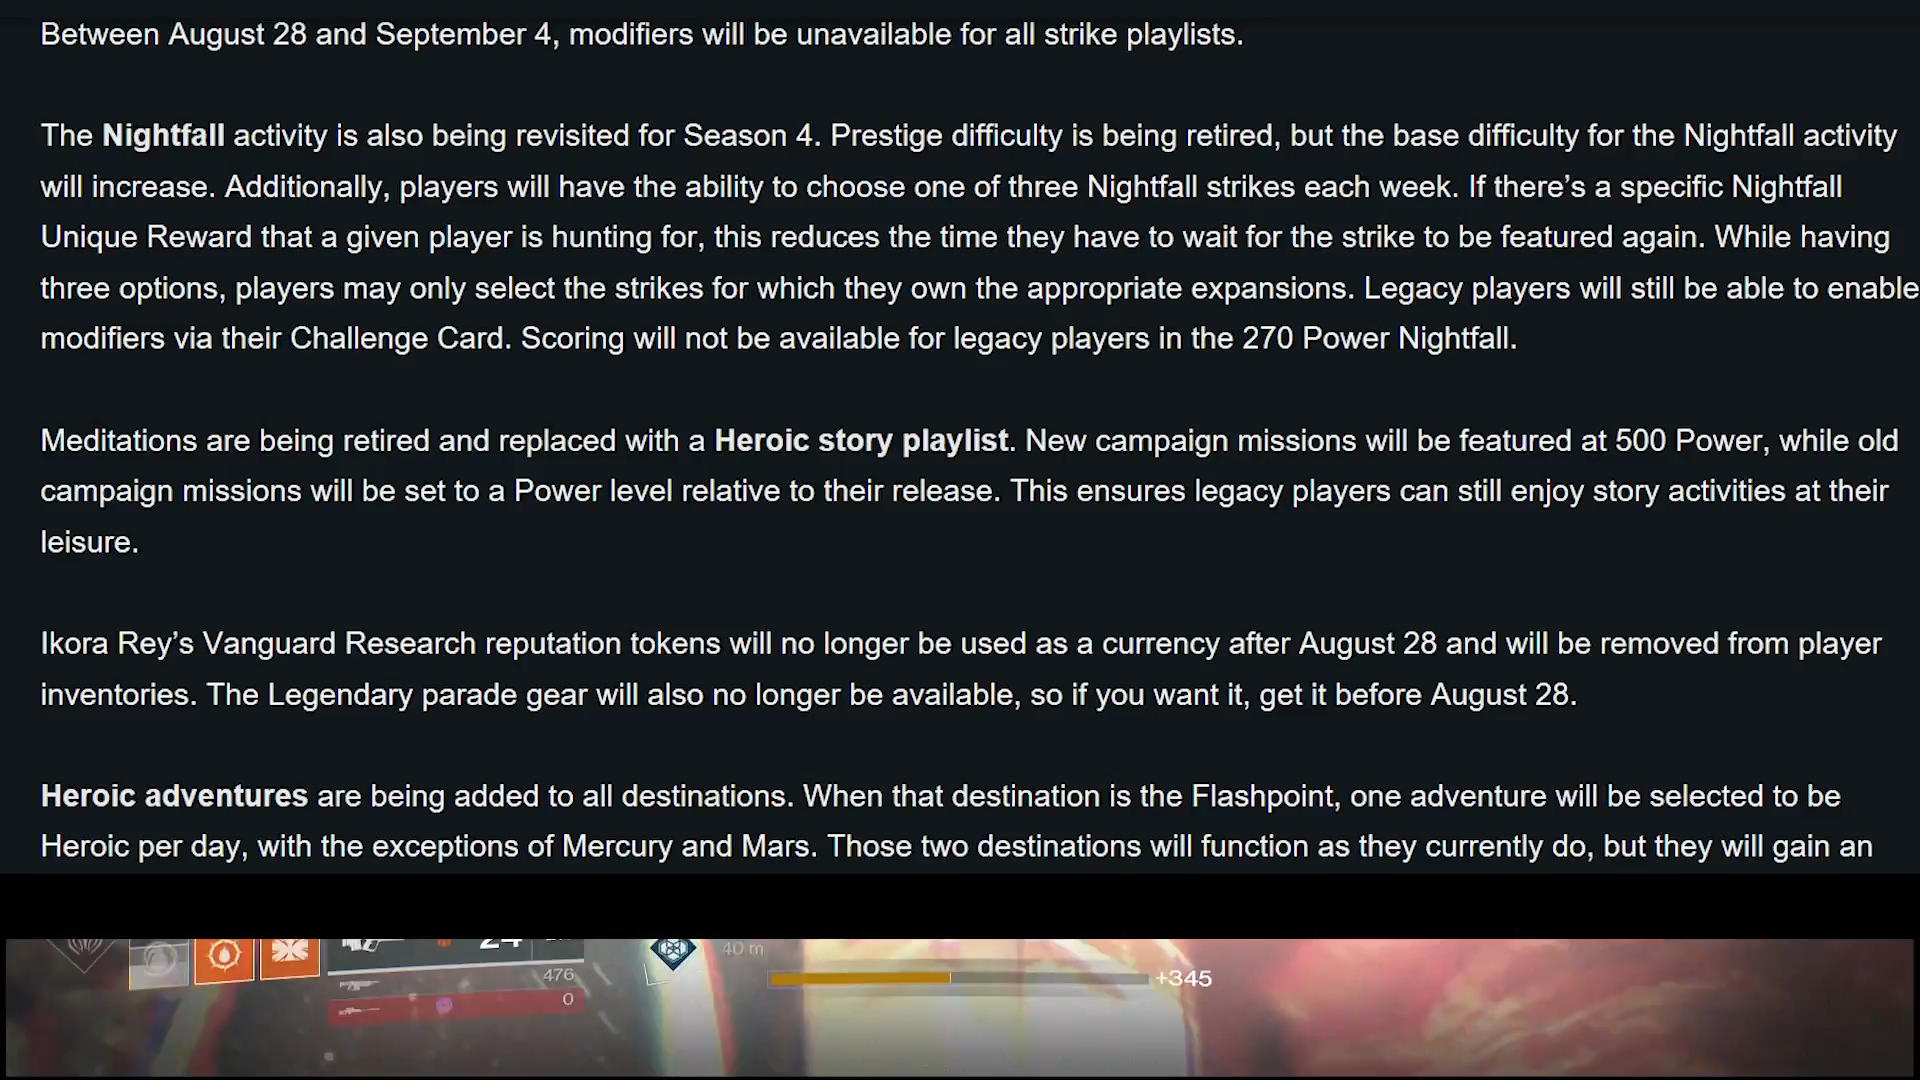 Between August 28 and September 4, modifiers will be unavailable for all strike playlists.
The Nightfall activity is also being revisited for Season 4. Prestige difficulty is being retired, but the base difficulty for the Nightfall activity
will increase. Additionally, players will have the ability to choose one of three Nightfall strikes each week. If there’s a specific Nightfall
Unique Reward that a given player is hunting for, this reduces the time they have to wait for the strike to be featured again. While having
three options, players may only select the strikes for which they own the appropriate expansions. Legacy players will still be able to enable
modifiers via their Challenge Card. Scoring will not be available for legacy players in the 270 Power Nightfall.
Meditations are being retired and replaced with a Heroic story playlist. New campaign missions will be featured at 500 Power, while old
campaign missions will be set to a Power level relative to their release. This ensures legacy players can still enjoy story activities at their
leisure.
Ikora Rey’s Vanguard Research reputation tokens will no longer be used as a currency after August 28 and will be removed from player
inventories. The Legendary parade gear will also no longer be available, so if you want it, get it before August 28.
Heroic adventures are being added to all destinations. When that destination is the Flashpoint, one adventure will be selected to be
Heroic per day, with the exceptions of Mercury and Mars. Those two destinations will function as they currently do, but they will gain an
40 m
476
+345
0